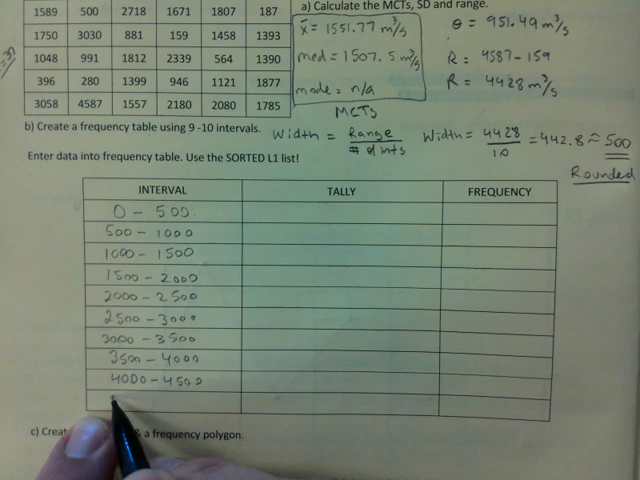 a) Calculate the MCTs, SD and range.
1589 500 2718 1671 1807 187
1750 3030 881 159 1458 1393
1048 991 1812 2339 564 1390
396 280 1399 946 1121 1877
3058 4587 1557 2180 2080 1785
x̄ = 1551.77 m³/s
med = 1507.5 m³/s
mode = n/a
MCTs
= 951.49 m³/s
R = 4587 - 159
R = 4428 m³/s
b) Create a frequency table using 9 -10 intervals.
Width = Range / # of ints
Width = 4428 / 10 = 442.8 ≈ 500
Rounded
Enter data into frequency table. Use the SORTED L1 list!
INTERVAL TALLY FREQUENCY
0 - 500
500 - 1000
1000 - 1500
1500 - 2000
2000 - 2500
2500 - 3000
3000 - 3500
3500 - 4000
4000 - 4500
c) Creat & a frequency polygon.